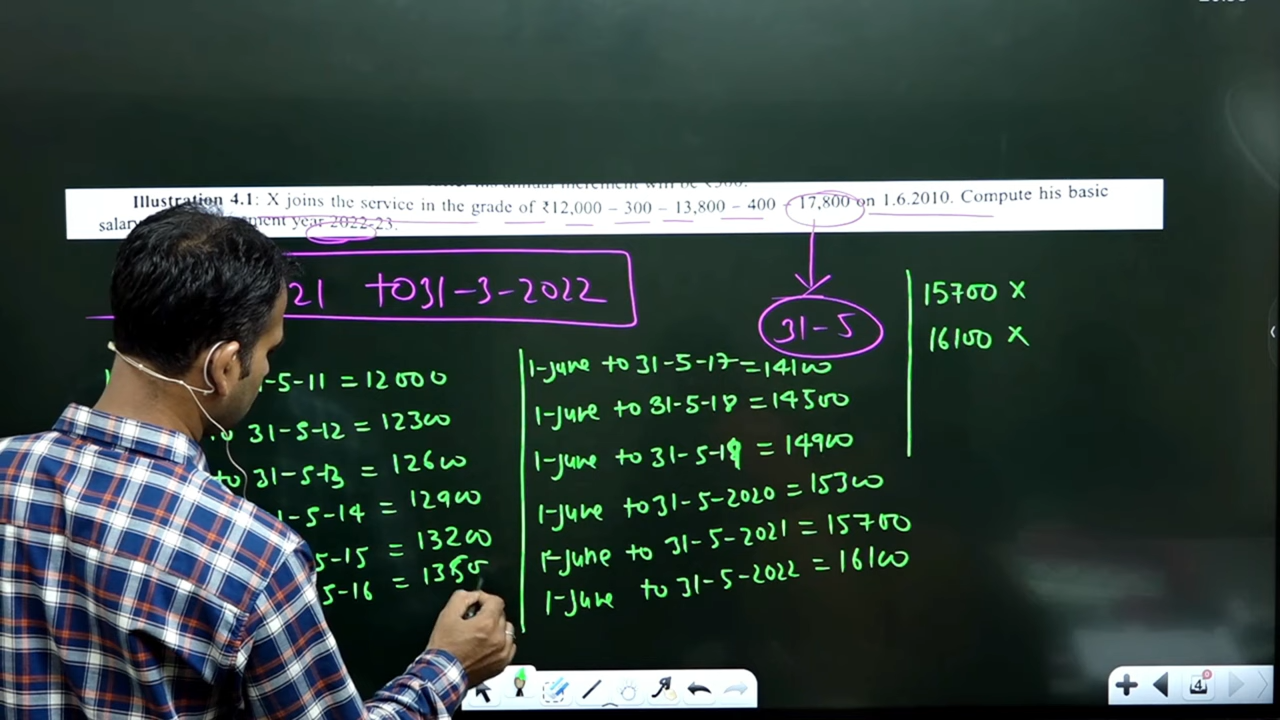 Illustration 4.1: X joins the service in the grade of ₹12,000 – 300 – 13,800 – 400 – 17,800 on 1.6.2010. Compute his basic
salary year 2022-23.
21 to 31-3-2022
31-5
-5-11 = 12000
31-5-12 = 12300
to 31-5-13 = 12600
1-5-14 = 12900
5-15 = 13200
5-16 =
1-June to 31-5-17 = 14100
1-June to 31-5-18 = 14500
1-June to 31-5-19 = 14900
1-June to 31-5-2020 = 15300
1-June to 31-5-2021 = 15700
1-June to 31-5-2022 = 16100
15700 X
16100 X
4